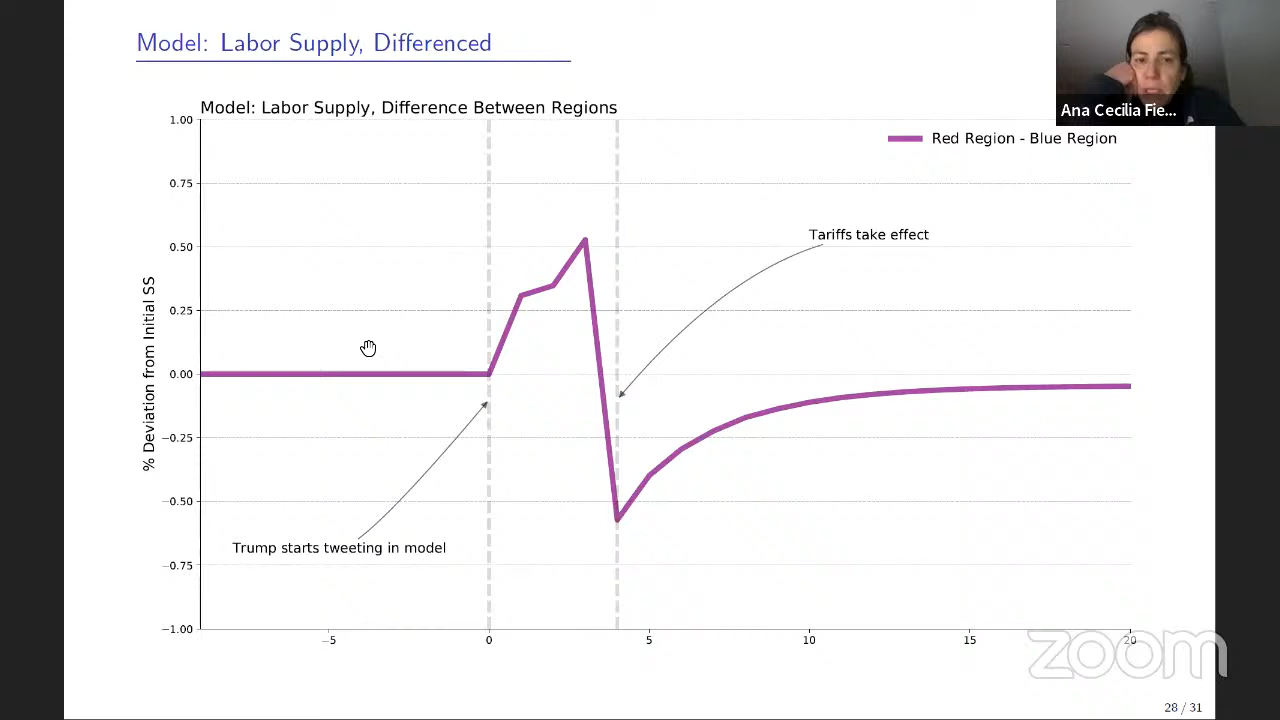 Model: Labor Supply, Differenced
Ana Cecilia Fie...
Model: Labor Supply, Difference Between Regions
Red Region - Blue Region
1.00
0.75
0.50
0.25
0.00
−0.25
−0.50
−0.75
−1.00
% Deviation from Initial SS
Tariffs take effect
Trump starts tweeting in model
−5
0
5
10
15
20
zoom
28 / 31